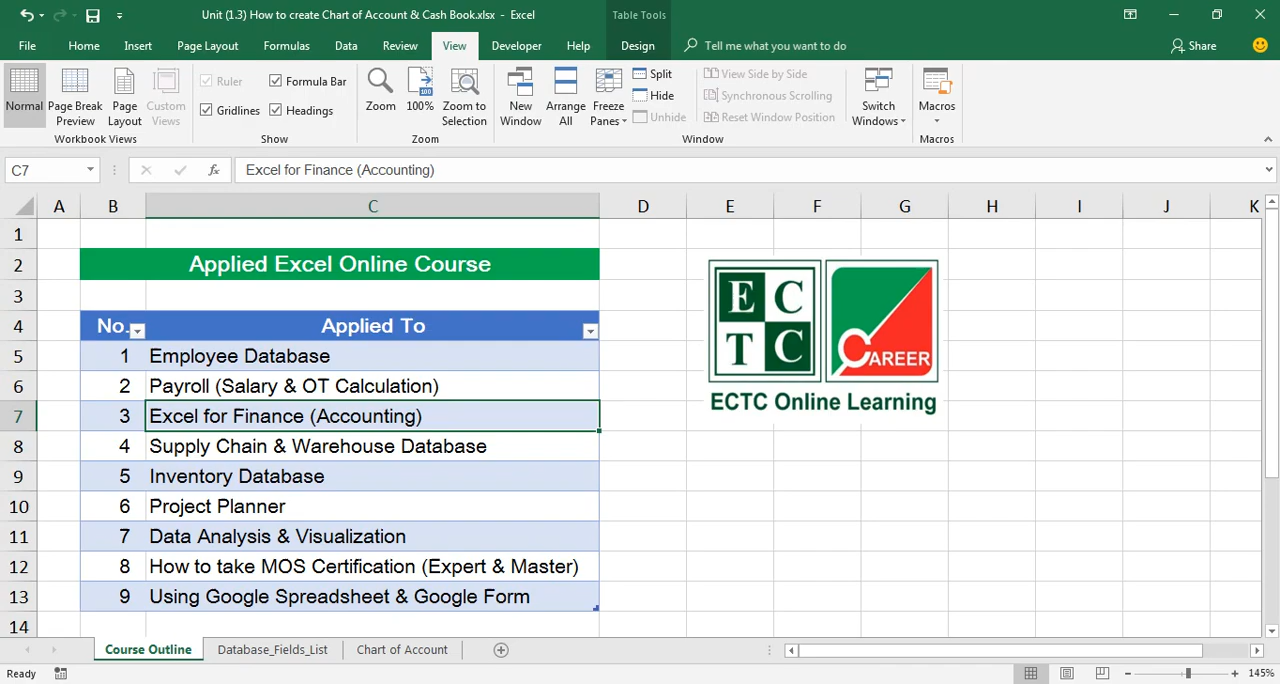 Unit (1.3) How to create Chart of Account & Cash Book.xlsx - Excel
Table Tools
File Home Insert Page Layout Formulas Data Review View Developer Help Design Tell me what you want to do Share
Normal
Page Break
Preview
Page
Layout
Custom
Views
Workbook Views
Ruler
Formula Bar
Gridlines
Headings
Show
Zoom
100
100%
Zoom to
Selection
Zoom
New
Window
Arrange
All
Freeze
Panes
Split
Hide
Unhide
View Side by Side
Synchronous Scrolling
Reset Window Position
Switch
Windows
Window
Macros
Macros
C7 fx Excel for Finance (Accounting)
A B C D E F G H I J K
1
2 Applied Excel Online Course
3
4 No. Applied To
5 1 Employee Database
6 2 Payroll (Salary & OT Calculation)
7 3 Excel for Finance (Accounting)
8 4 Supply Chain & Warehouse Database
9 5 Inventory Database
10 6 Project Planner
11 7 Data Analysis & Visualization
12 8 How to take MOS Certification (Expert & Master)
13 9 Using Google Spreadsheet & Google Form
14
E C
T C
CAREER
ECTC Online Learning
Course Outline Database_Fields_List Chart of Account
Ready 145%